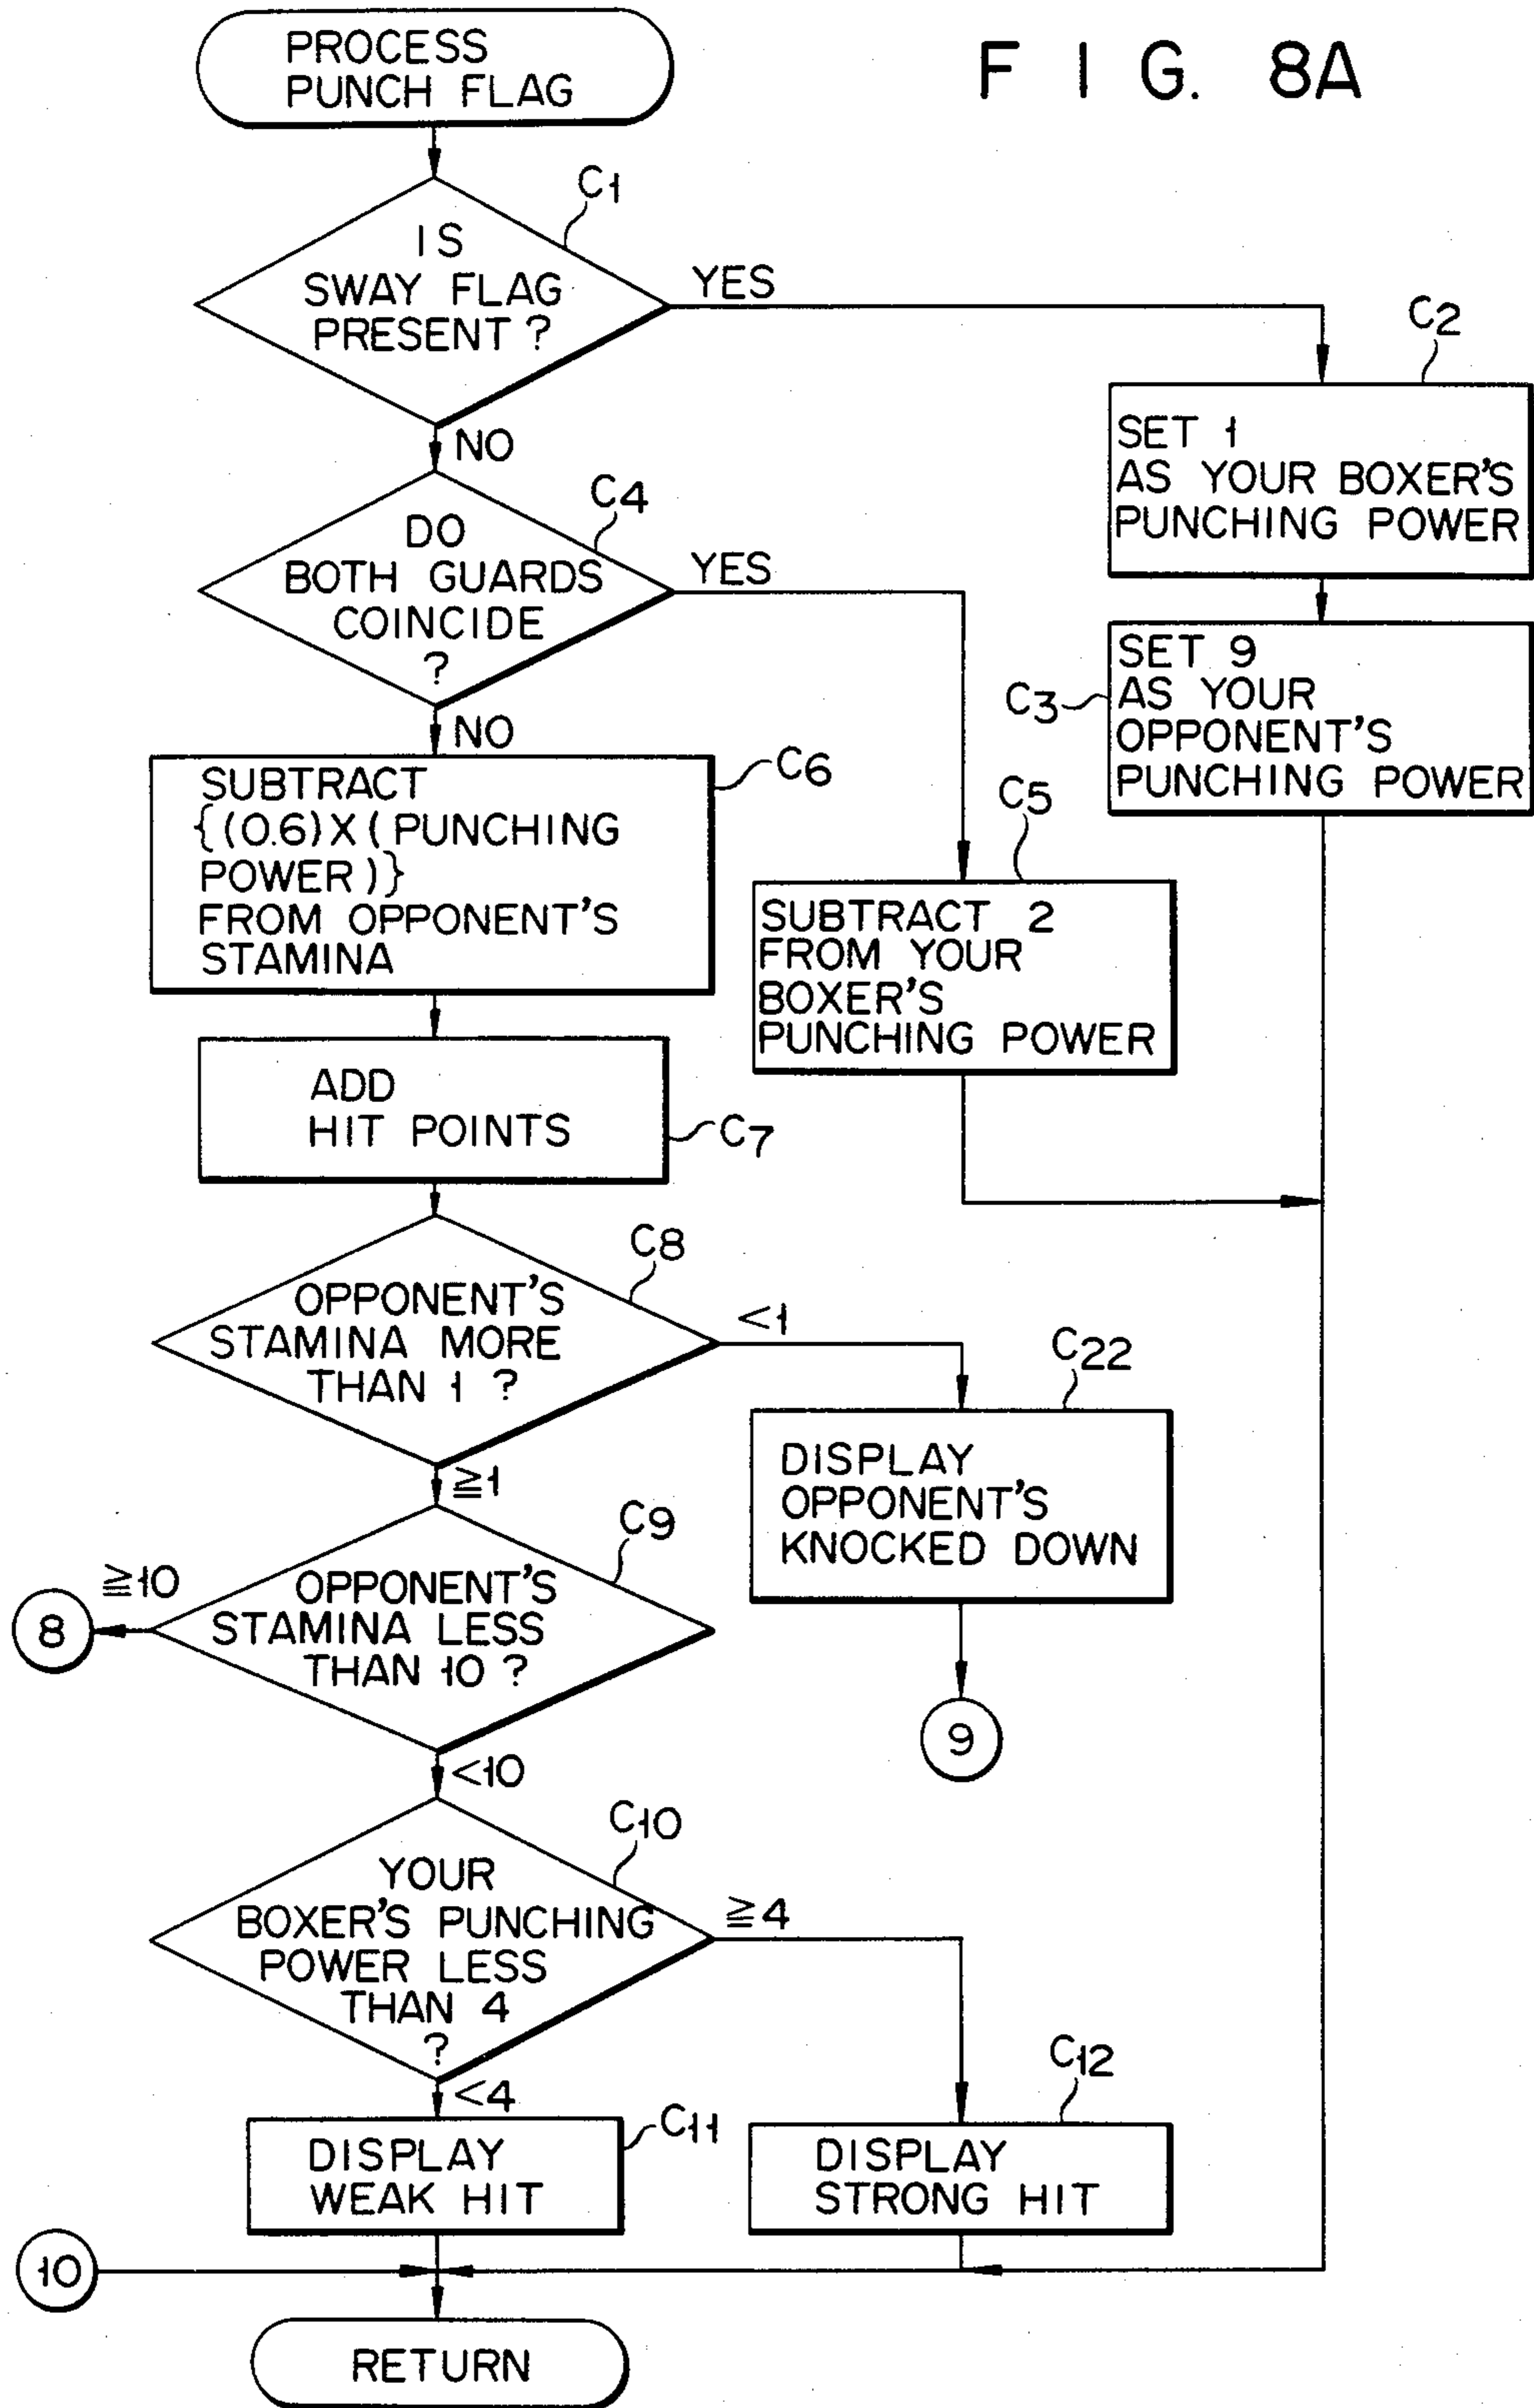 FIG. 8A
PROCESS
PUNCH FLAG
C1
IS
SWAY FLAG
PRESENT ?
YES
NO
C2
SET 1
AS YOUR BOXER'S
PUNCHING POWER
C3
SET 9
AS YOUR
OPPONENT'S
PUNCHING POWER
C4
DO
BOTH GUARDS
COINCIDE
?
YES
NO
C5
SUBTRACT 2
FROM YOUR
BOXER'S
PUNCHING POWER
C6
SUBTRACT
{(0.6)X(PUNCHING
POWER)}
FROM OPPONENT'S
STAMINA
C7
ADD
HIT POINTS
C8
OPPONENT'S
STAMINA MORE
THAN 1 ?
<1
≧1
C22
DISPLAY
OPPONENT'S
KNOCKED DOWN
9
C9
OPPONENT'S
STAMINA LESS
THAN 10 ?
≧10
8
<10
C10
YOUR
BOXER'S PUNCHING
POWER LESS
THAN 4
?
≧4
<4
C11
DISPLAY
WEAK HIT
C12
DISPLAY
STRONG HIT
10
RETURN